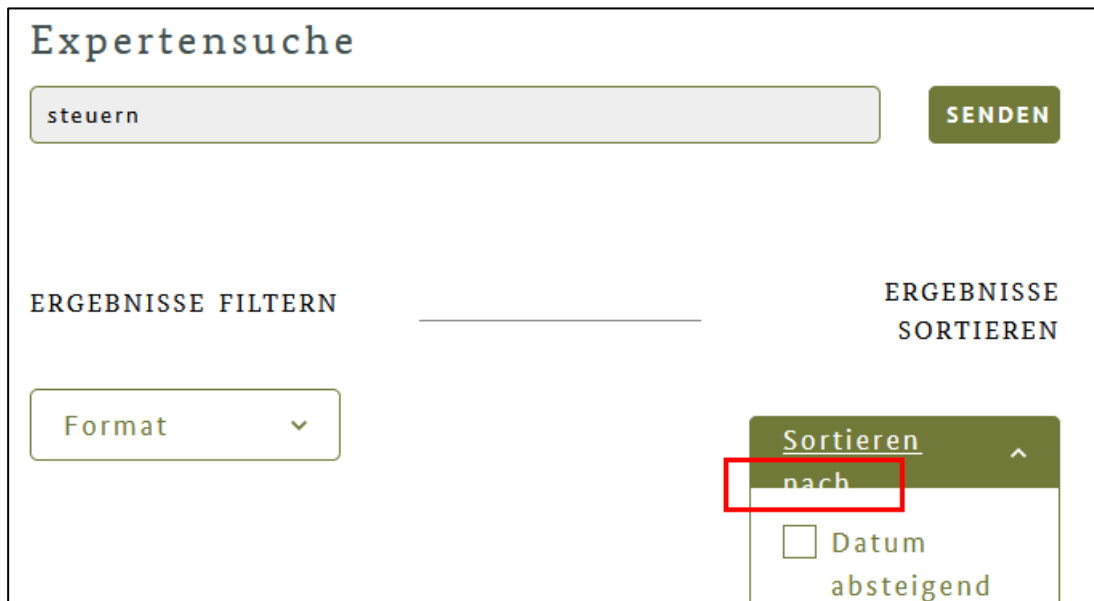 Expertensuche
steuern
SENDEN
ERGEBNISSE FILTERN
ERGEBNISSE
SORTIEREN
Format
Sortieren
nach
Datum
absteigend